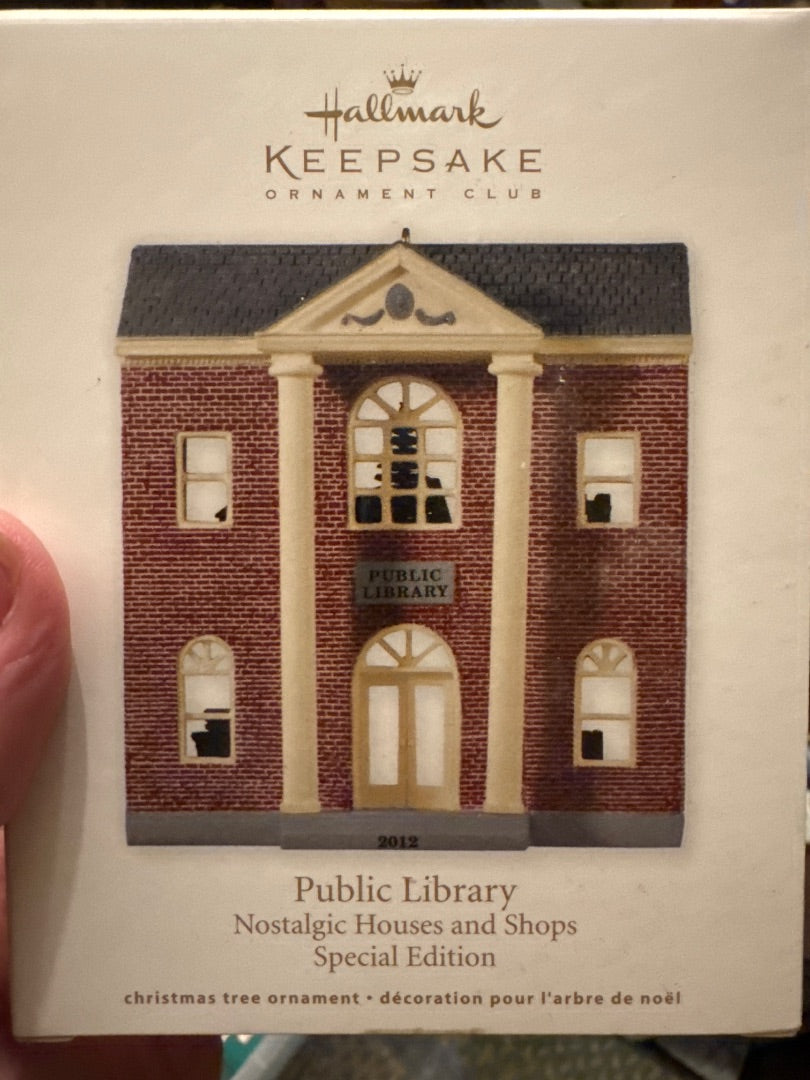 Hallmark
KEEPSAKE
ORNAMENT CLUB
PUBLIC
LIBRARY
2012
Public Library
Nostalgic Houses and Shops
Special Edition
christmas tree ornament • décoration pour l'arbre de noël